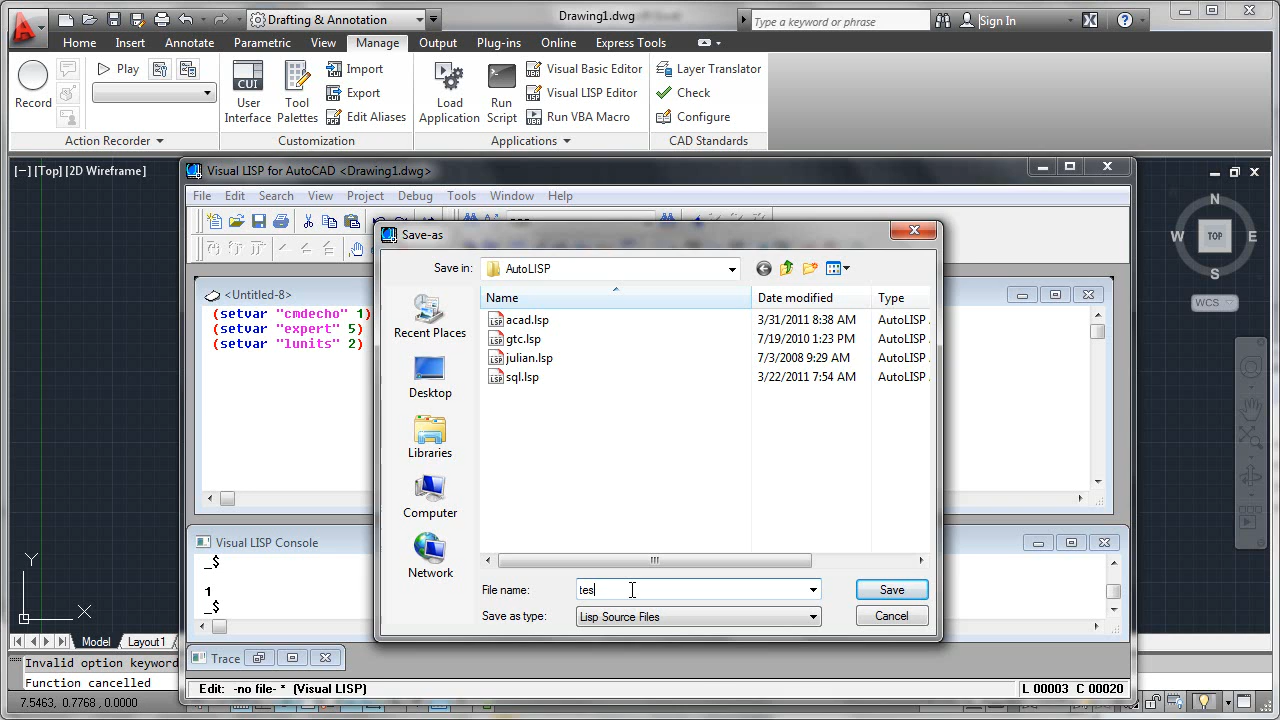 Drafting & Annotation
Drawing1.dwg
Type a keyword or phrase
Sign In
Home Insert Annotate Parametric View Manage Output Plug-ins Online Express Tools
Record
Play
Action Recorder
CUI
User Interface
Tool Palettes
Import
Export
Edit Aliases
Customization
Load Application
Run Script
Visual Basic Editor
Visual LISP Editor
Run VBA Macro
Applications
Layer Translator
Check
Configure
CAD Standards
[−] [Top] [2D Wireframe]
Visual LISP for AutoCAD <Drawing1.dwg>
File Edit Search View Project Debug Tools Window Help
<Untitled-8>
(setvar "cmdecho" 1)
(setvar "expert" 5)
(setvar "lunits" 2)
Save-as
Save in: AutoLISP
Recent Places
Desktop
Libraries
Computer
Network
Name Date modified Type
acad.lsp 3/31/2011 8:38 AM AutoLISP
gtc.lsp 7/19/2010 1:23 PM AutoLISP
julian.lsp 7/3/2008 9:29 AM AutoLISP
sql.lsp 3/22/2011 7:54 AM AutoLISP
File name: tes
Save
Save as type: Lisp Source Files
Cancel
N
W TOP E
S
WCS
Visual LISP Console
_$
1
_$
Trace
Edit: -no file- * (Visual LISP)
L 00003 C 00020
Y
X
Model Layout1
Invalid option keyword
Function cancelled
7.5463, 0.7768, 0.0000